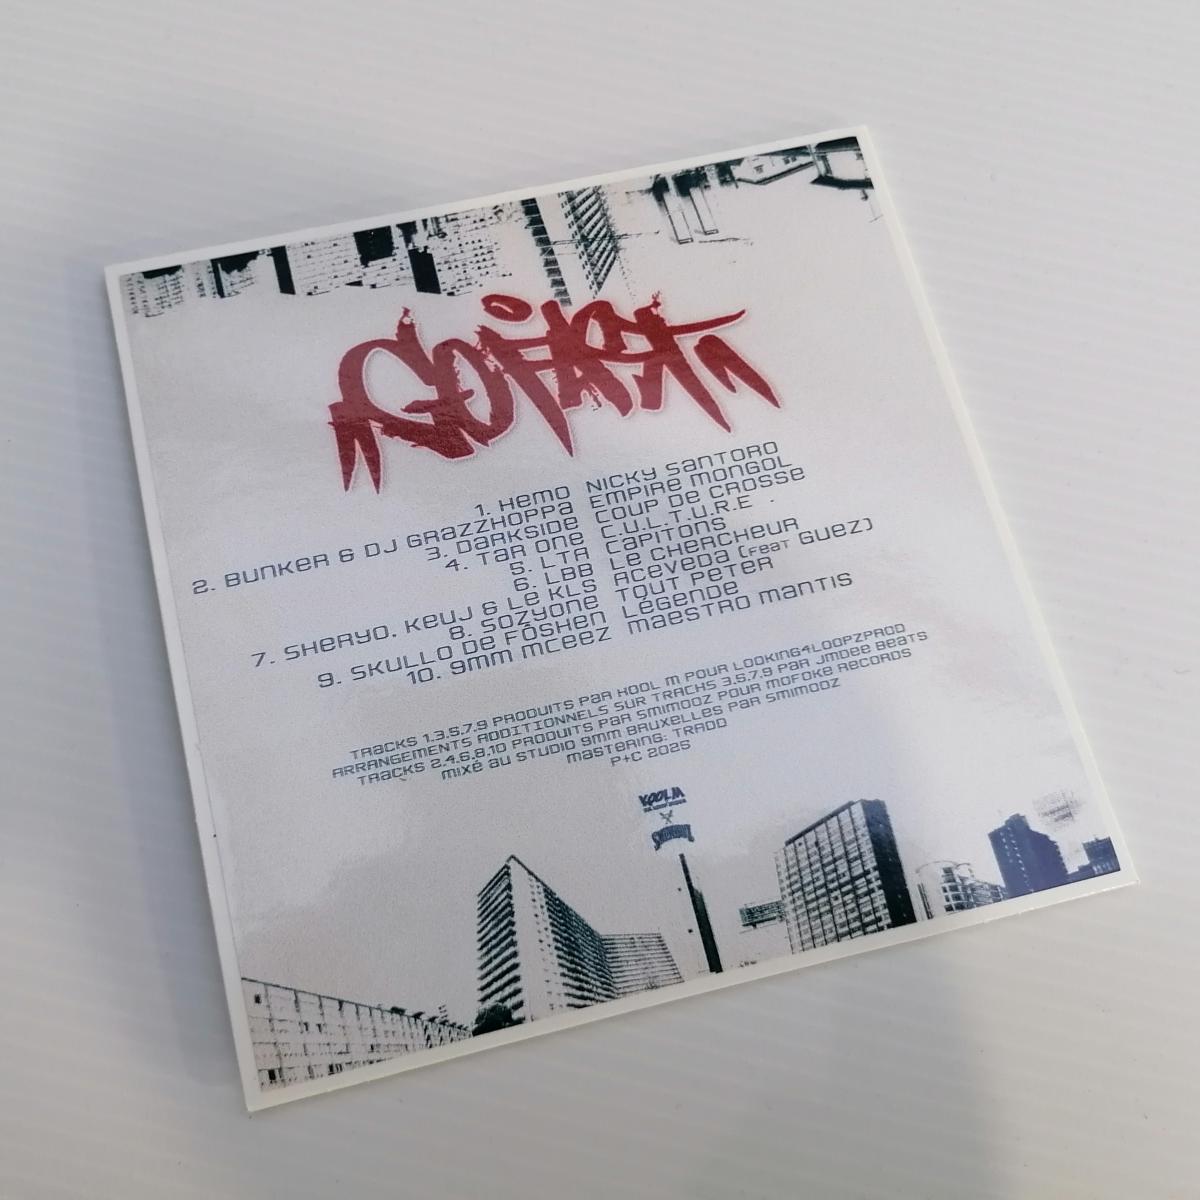 GOFAST
1. Hemo Nicky Santoro
2. Bunker & DJ Grazzhoppa Empire Mongol
3. Darkside Coup de Crosse
4. Tar One C.U.L.T.U.R.E
5. LTA Capitons
6. LBB Le Chercheur
7. Sheryo, Keuj & Le KLS Aceveda (feat Guez)
8. Sozyone Tout Peter
9. Skullo de Fôshen Légende
10. 9mm McEez Maestro Mantis
Tracks 1.3.5.7.9 produits par Kool M pour Looking4Loopzprod
Arrangements additionnels sur tracks 3.5.7.9 par Jmdee Beats
Tracks 2.4.6.8.10 produits par Smimooz pour Mofoke Records
Mixé au Studio 9mm Bruxelles par Smimooz
Mastering: Tradd
P+C 2025
KOOL M
X